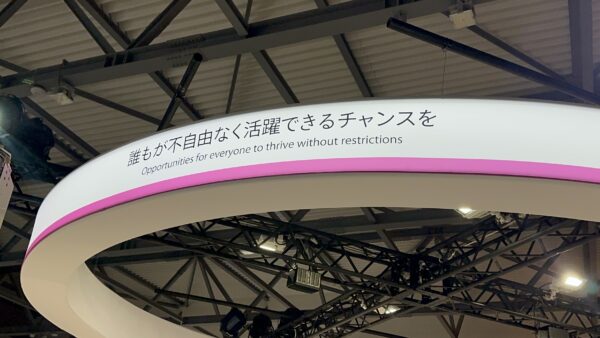 誰もが不自由なく活躍できるチャンスを
Opportunities for everyone to thrive without restrictions